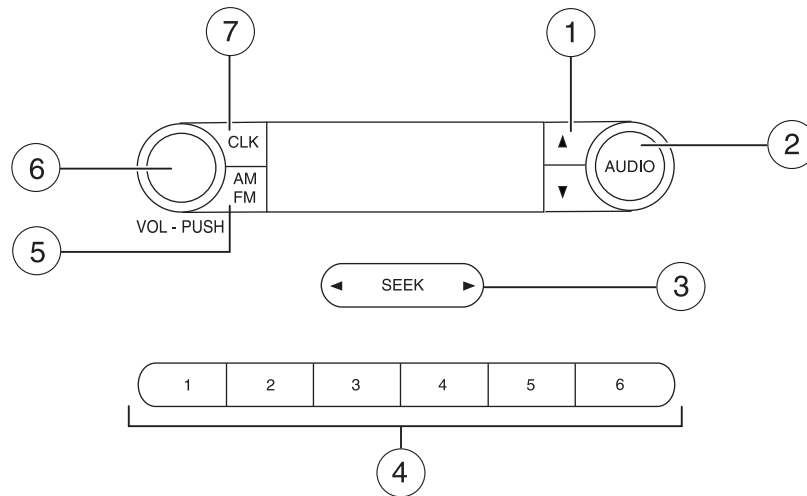 7
1
CLK
▲
2
6
AUDIO
AM
FM
▼
VOL - PUSH
5
◄ SEEK ►
3
1 2 3 4 5 6
4